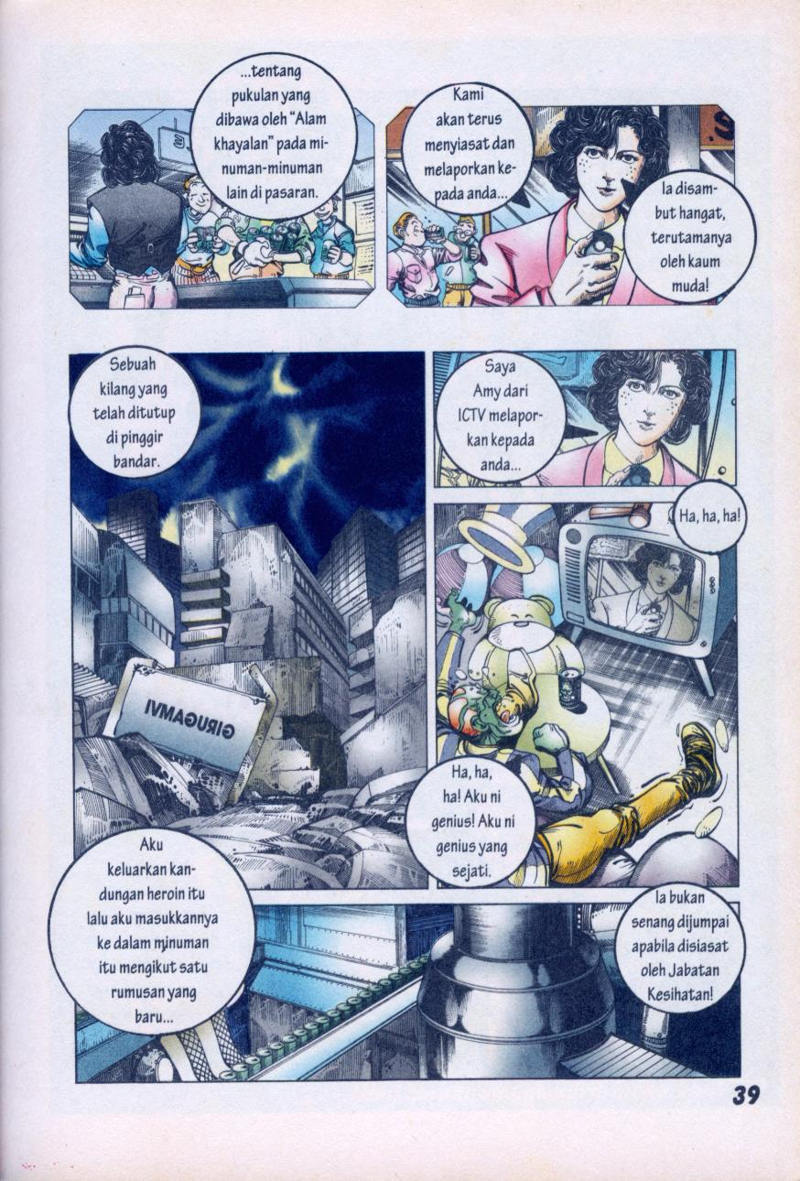 ...tentang
pukulan yang
dibawa oleh "Alam
khayalan" pada mi-
numan-minuman
lain di pasaran.
Kami
akan terus
menyiasat dan
melaporkan ke-
pada anda...
Ia disam-
but hangat,
terutamanya
oleh kaum
muda!
Sebuah
kilang yang
telah ditutup
di pinggir
bandar.
GIRUGAMVI
Saya
Amy dari
ICTV melapor-
kan kepada
anda...
Ha, ha, ha!
Ha, ha,
ha! Aku ni
genius! Aku ni
genius yang
sejati.
Aku
keluarkan kan-
dungan heroin itu
lalu aku masukkannya
ke dalam minuman
itu mengikut satu
rumusan yang
baru...
Ia bukan
senang dijumpai
apabila disiasat
oleh Jabatan
Kesihatan!
39